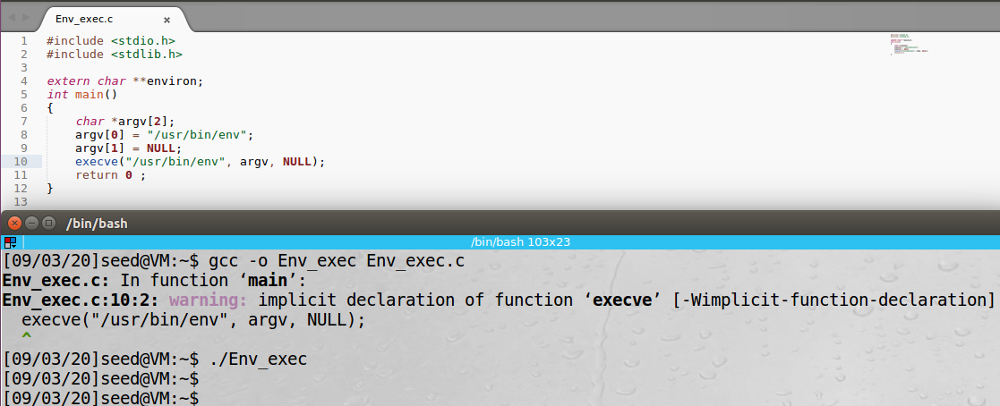 Env_exec.c ×
1 #include <stdio.h>
2 #include <stdlib.h>
3
4 extern char **environ;
5 int main()
6 {
7 char *argv[2];
8 argv[0] = "/usr/bin/env";
9 argv[1] = NULL;
10 execve("/usr/bin/env", argv, NULL);
11 return 0 ;
12 }
13
/bin/bash
/bin/bash 103x23
[09/03/20]seed@VM:~$ gcc -o Env_exec Env_exec.c
Env_exec.c: In function ‘main’:
Env_exec.c:10:2: warning: implicit declaration of function ‘execve’ [-Wimplicit-function-declaration]
execve("/usr/bin/env", argv, NULL);
^
[09/03/20]seed@VM:~$ ./Env_exec
[09/03/20]seed@VM:~$
[09/03/20]seed@VM:~$